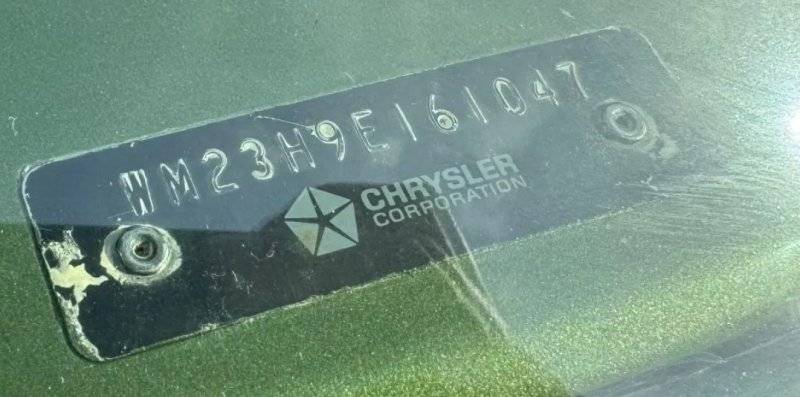 WM23H9E161047
CHRYSLER
CORPORATION